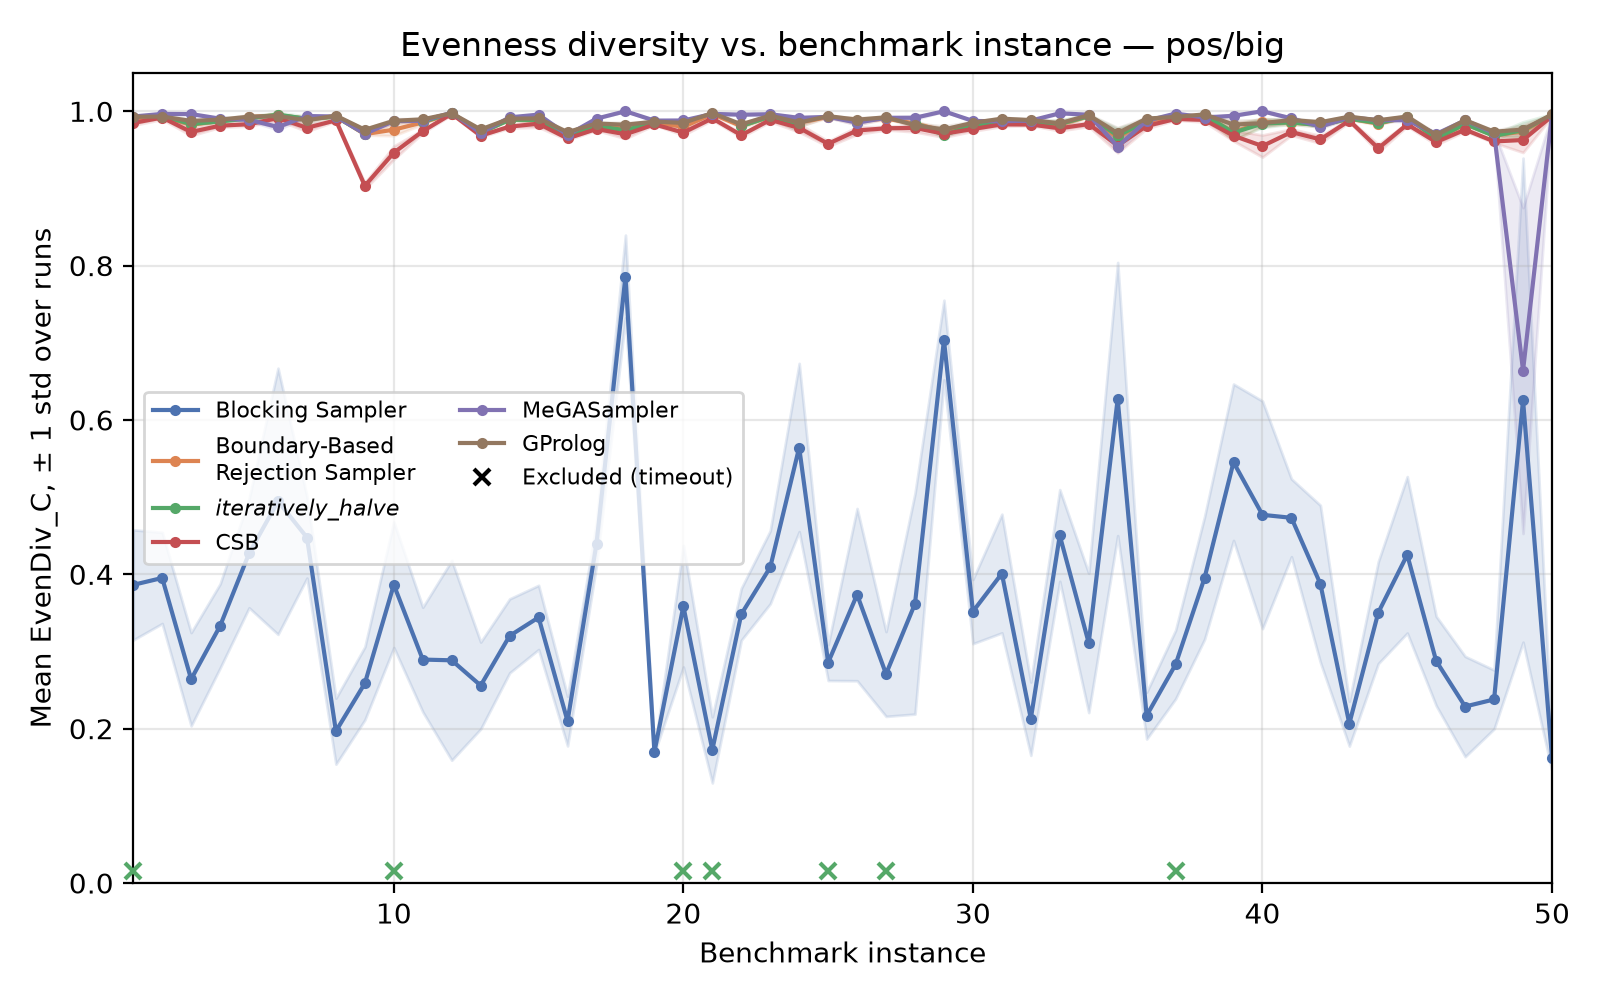 Evenness diversity vs. benchmark instance — pos/big
Mean EvenDiv_C, ± 1 std over runs
1.0
0.8
0.6
0.4
0.2
0.0
Blocking Sampler
Boundary-Based
Rejection Sampler
iteratively_halve
CSB
MeGASampler
GProlog
Excluded (timeout)
10
20
30
40
50
Benchmark instance